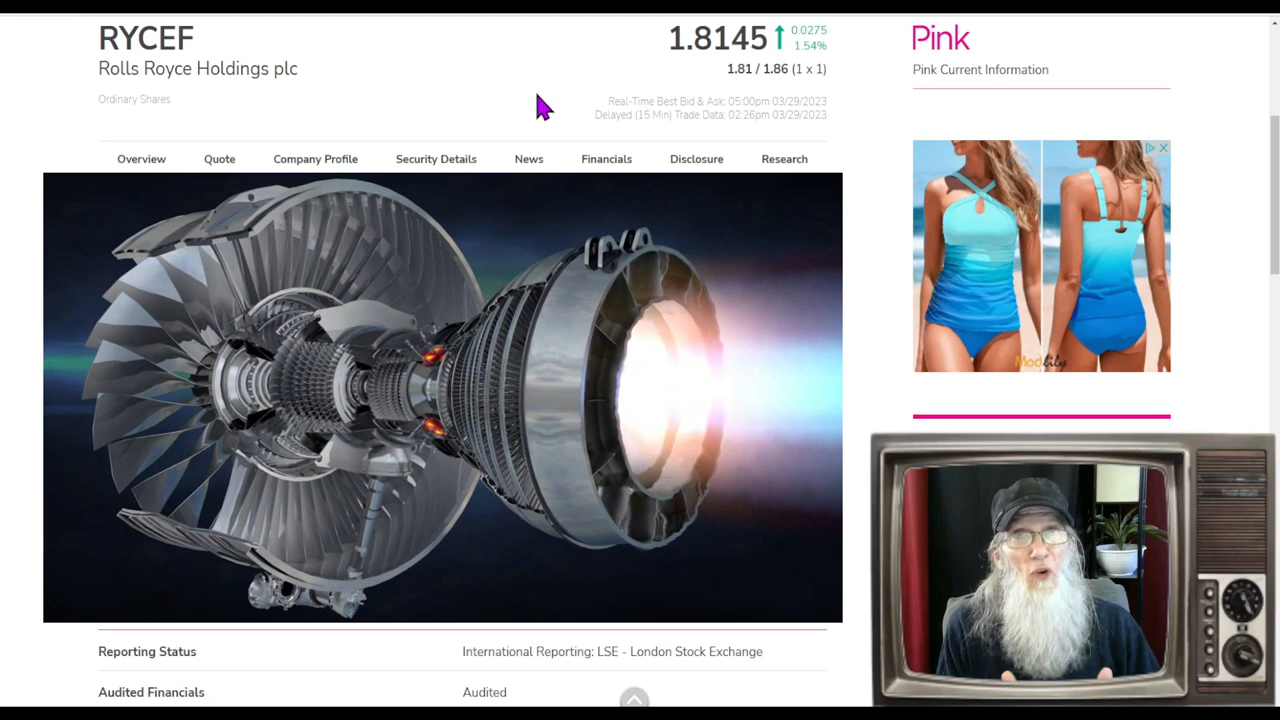 RYCEF
Rolls Royce Holdings plc
Ordinary Shares
1.8145 ↑ 0.0275
1.54%
1.81 / 1.86 (1 x 1)
Real-Time Best Bid & Ask: 05:00pm 03/29/2023
Delayed (15 Min) Trade Data: 02:26pm 03/29/2023
Pink
Pink Current Information
Overview Quote Company Profile Security Details News Financials Disclosure Research
Modlily
Reporting Status International Reporting: LSE - London Stock Exchange
Audited Financials Audited